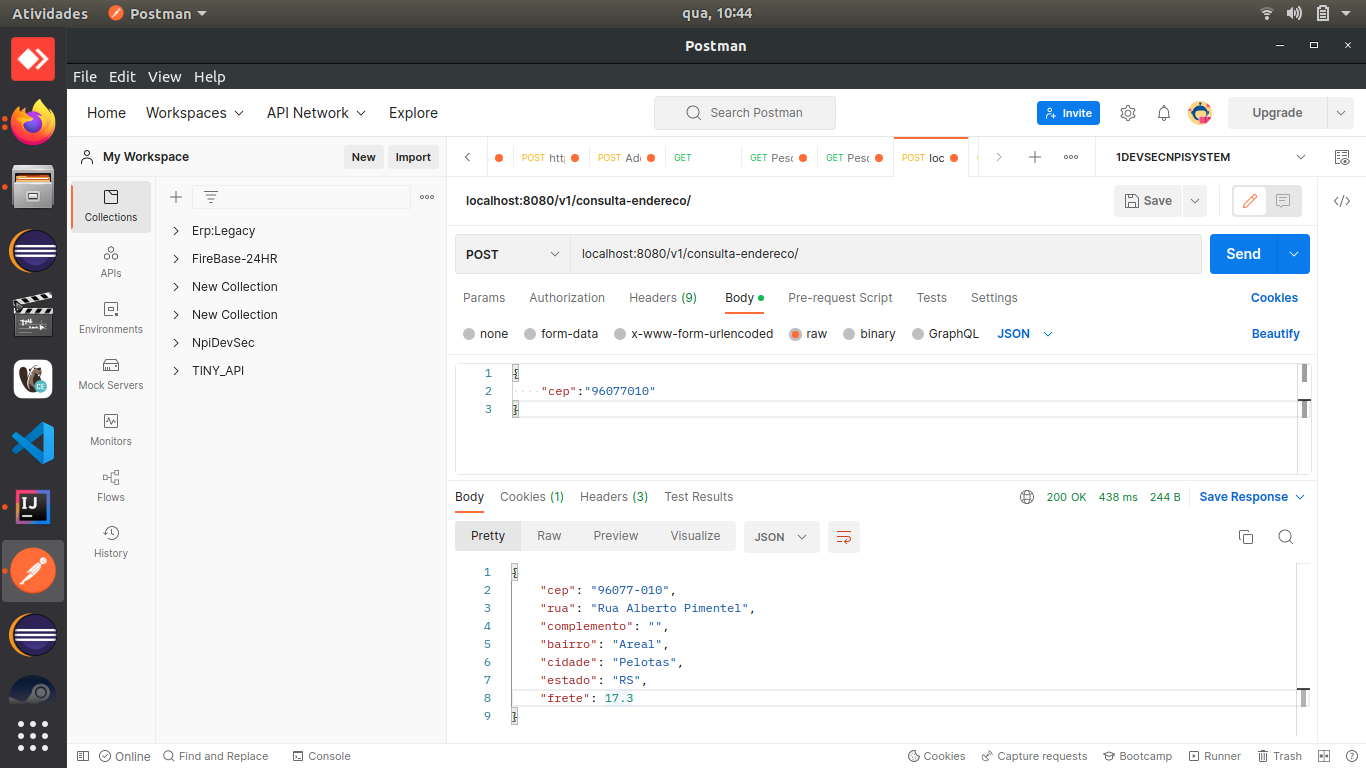 Atividades Postman qua, 10:44
Postman
File Edit View Help
Home Workspaces API Network Explore Search Postman Invite Upgrade
My Workspace New Import POST htt POST Ad GET GET Pesc GET Pesc POST loc 1DEVSECNPISYSTEM
Collections
APIs
Environments
Mock Servers
Monitors
Flows
History
Erp:Legacy
FireBase-24HR
New Collection
New Collection
NpiDevSec
TINY_API
localhost:8080/v1/consulta-endereco/ Save
POST localhost:8080/v1/consulta-endereco/ Send
Params Authorization Headers (9) Body Pre-request Script Tests Settings Cookies
none form-data x-www-form-urlencoded raw binary GraphQL JSON Beautify
1 {
2 "cep":"96077010"
3 }
Body Cookies (1) Headers (3) Test Results 200 OK 438 ms 244 B Save Response
Pretty Raw Preview Visualize JSON
1 {
2 "cep": "96077-010",
3 "rua": "Rua Alberto Pimentel",
4 "complemento": "",
5 "bairro": "Areal",
6 "cidade": "Pelotas",
7 "estado": "RS",
8 "frete": 17.3
9 }
Online Find and Replace Console Cookies Capture requests Bootcamp Runner Trash
IJ
CE